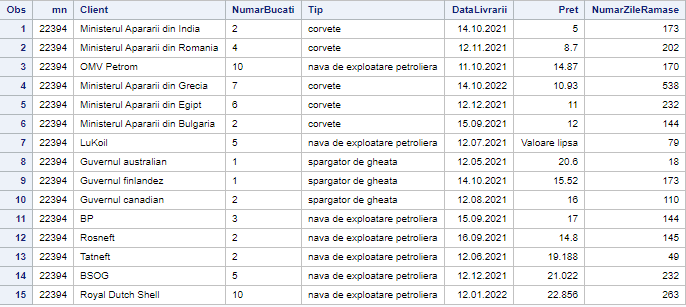 Obs mn Client NumarBucati Tip DataLivrarii Pret NumarZileRamase
1 22394 Ministerul Apararii din India 2 corvete 14.10.2021 5 173
2 22394 Ministerul Apararii din Romania 4 corvete 12.11.2021 8.7 202
3 22394 OMV Petrom 10 nava de exploatare petroliera 11.10.2021 14.87 170
4 22394 Ministerul Apararii din Grecia 7 corvete 14.10.2022 10.93 538
5 22394 Ministerul Apararii din Egipt 6 corvete 12.12.2021 11 232
6 22394 Ministerul Apararii din Bulgaria 2 corvete 15.09.2021 12 144
7 22394 LuKoil 5 nava de exploatare petroliera 12.07.2021 Valoare lipsa 79
8 22394 Guvernul australian 1 spargator de gheata 12.05.2021 20.6 18
9 22394 Guvernul finlandez 1 spargator de gheata 14.10.2021 15.52 173
10 22394 Guvernul canadian 2 spargator de gheata 12.08.2021 16 110
11 22394 BP 3 nava de exploatare petroliera 15.09.2021 17 144
12 22394 Rosneft 2 nava de exploatare petroliera 16.09.2021 14.8 145
13 22394 Tatneft 2 nava de exploatare petroliera 12.06.2021 19.188 49
14 22394 BSOG 5 nava de exploatare petroliera 12.12.2021 21.022 232
15 22394 Royal Dutch Shell 10 nava de exploatare petroliera 12.01.2022 22.856 263